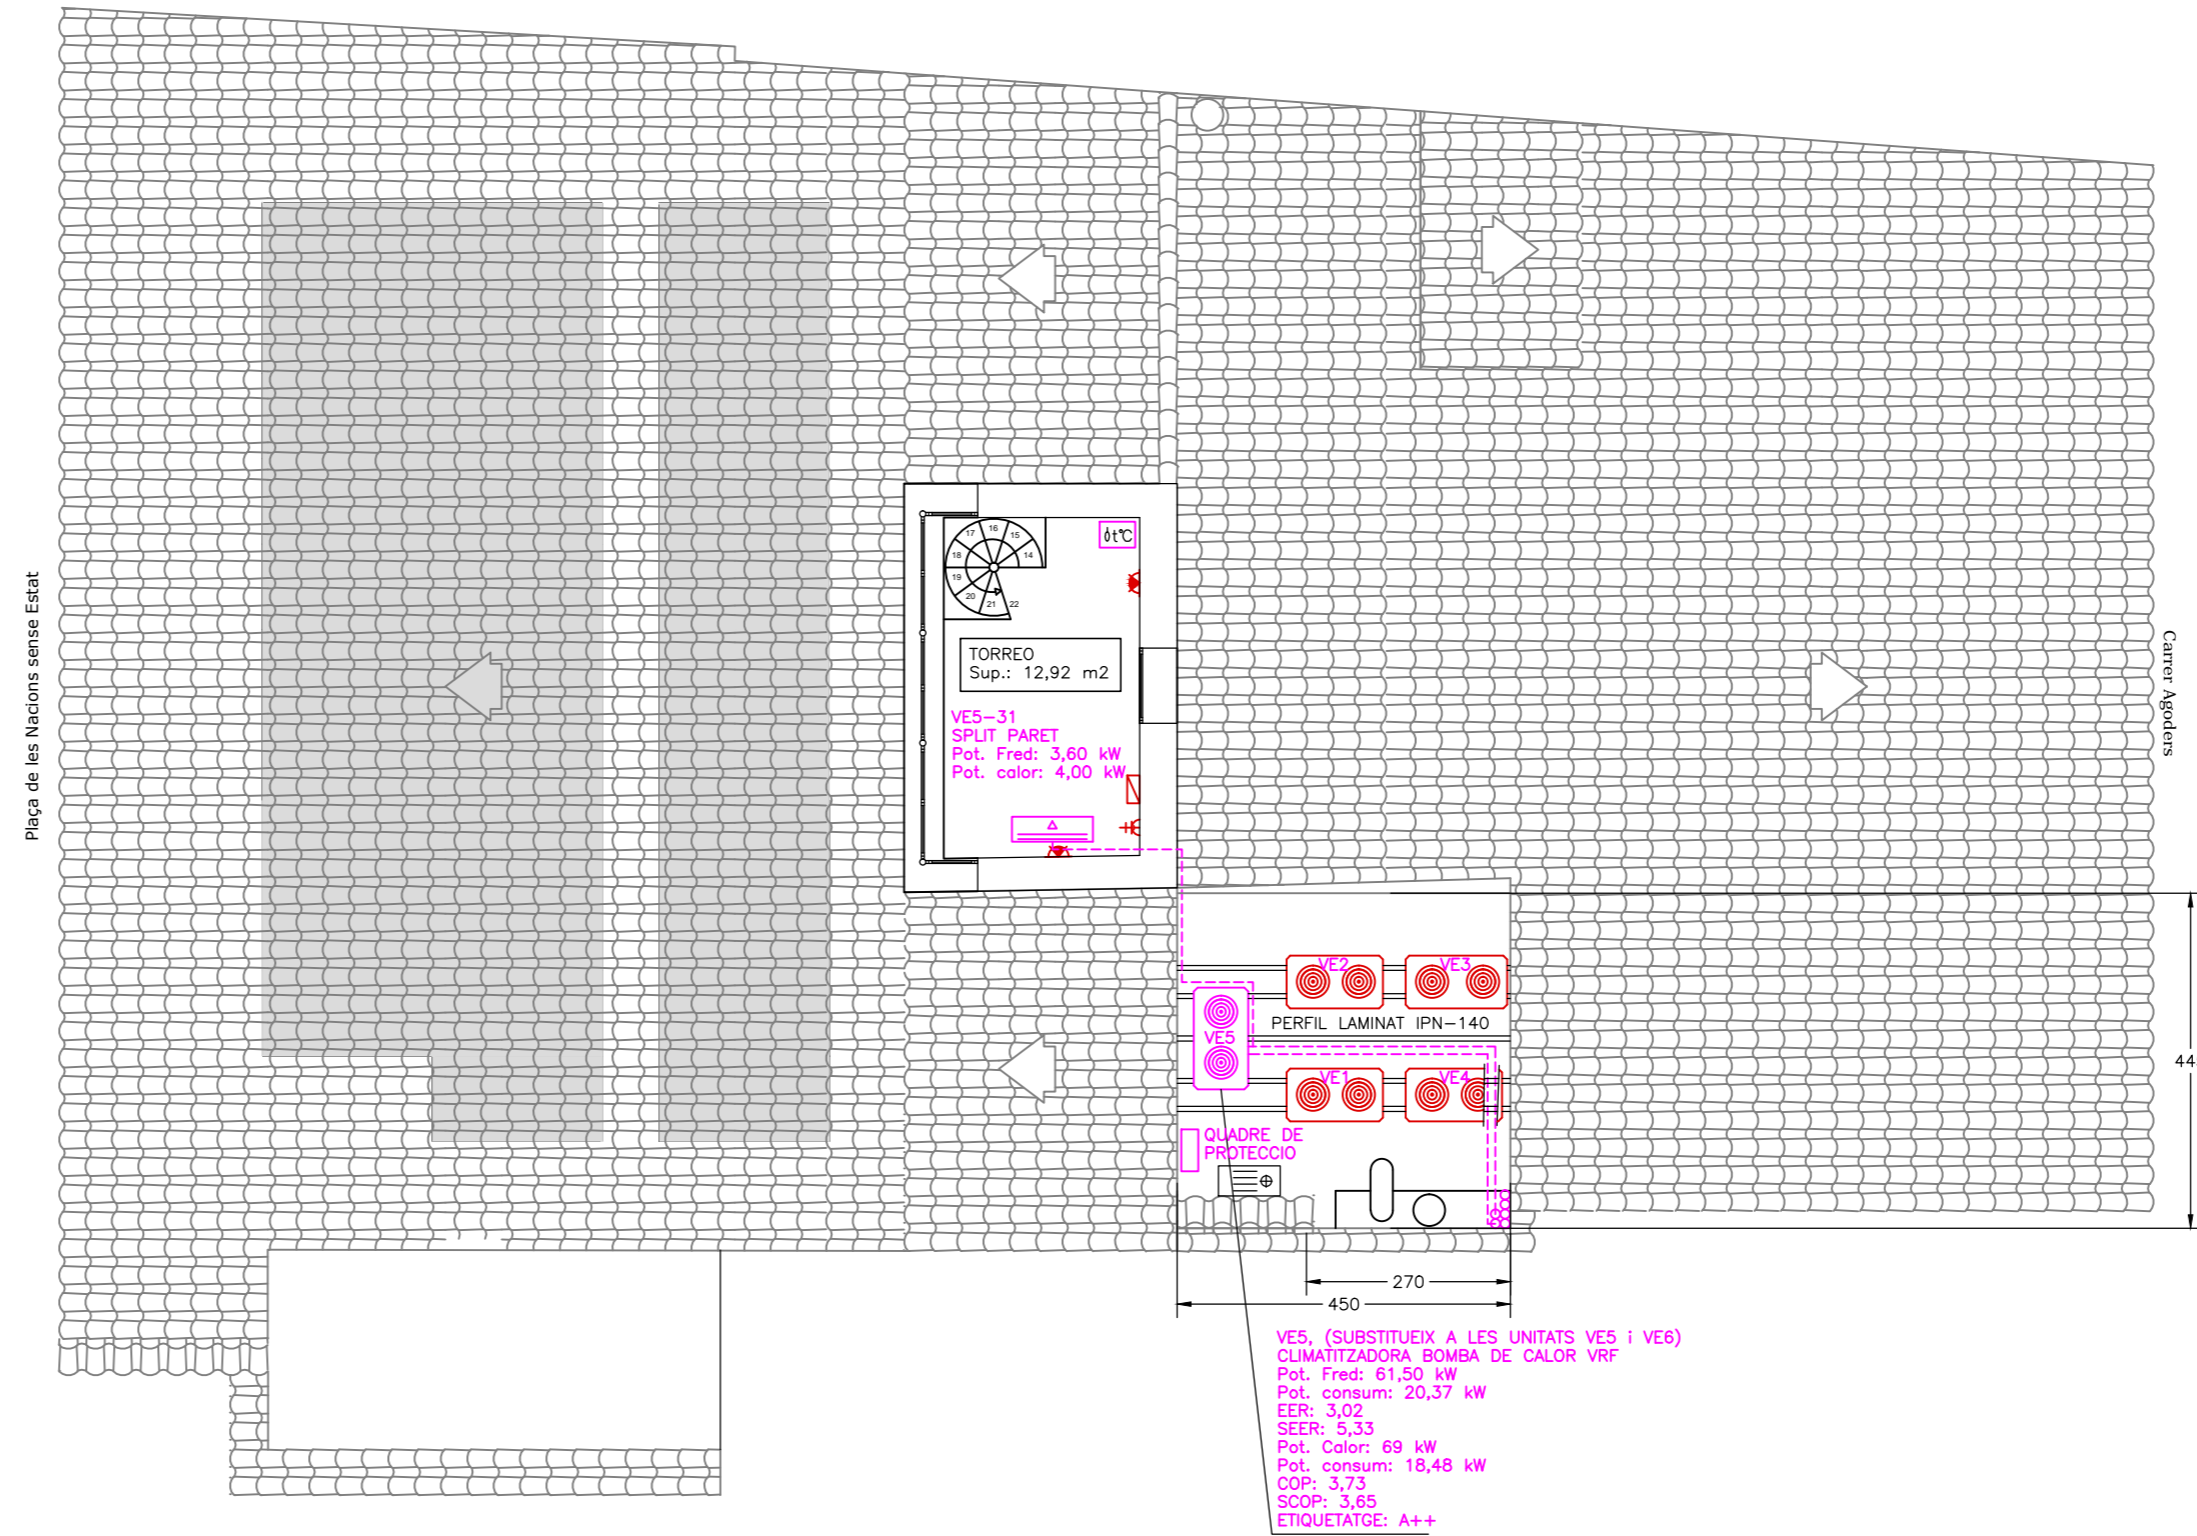 Plaça de les Nacions sense Estat
17
16
15
14
18
19
20
21
22
t°C
TORREO
Sup.: 12,92 m2
VE5-31
SPLIT PARET
Pot. Fred: 3,60 kW
Pot. calor: 4,00 kW
Carrer Agoders
VE2
VE3
PERFIL LAMINAT IPN-140
VE5
VE1
VE4
44
QUADRE DE
PROTECCIO
270
450
VE5, (SUBSTITUEIX A LES UNITATS VE5 i VE6)
CLIMATITZADORA BOMBA DE CALOR VRF
Pot. Fred: 61,50 kW
Pot. consum: 20,37 kW
EER: 3,02
SEER: 5,33
Pot. Calor: 69 kW
Pot. consum: 18,48 kW
COP: 3,73
SCOP: 3,65
ETIQUETATGE: A++